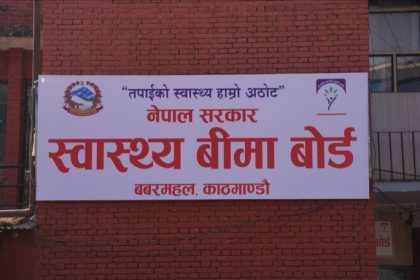 "तपाईको स्वास्थ्य हाम्रो अठोट"
नेपाल सरकार
स्वास्थ्य बीमा बोर्ड
बबरमहल, काठमाण्डौ
बोर्ड